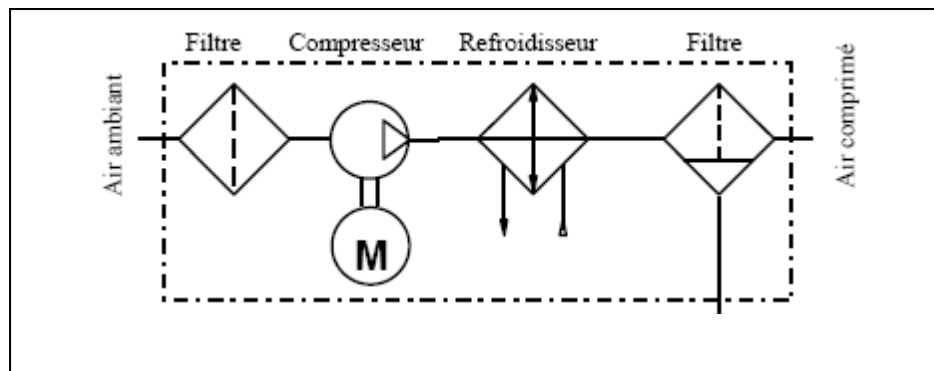 Filtre Compresseur Refroidisseur Filtre
Air ambiant
M
Air comprimé